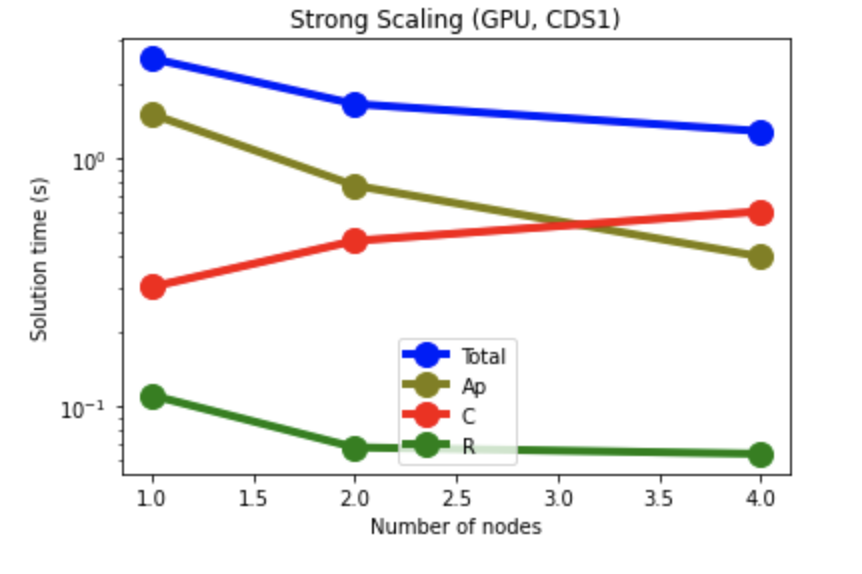 Strong Scaling (GPU, CDS1)
10⁰
10⁻¹
Solution time (s)
Total
Ap
C
R
1.0 1.5 2.0 2.5 3.0 3.5 4.0
Number of nodes